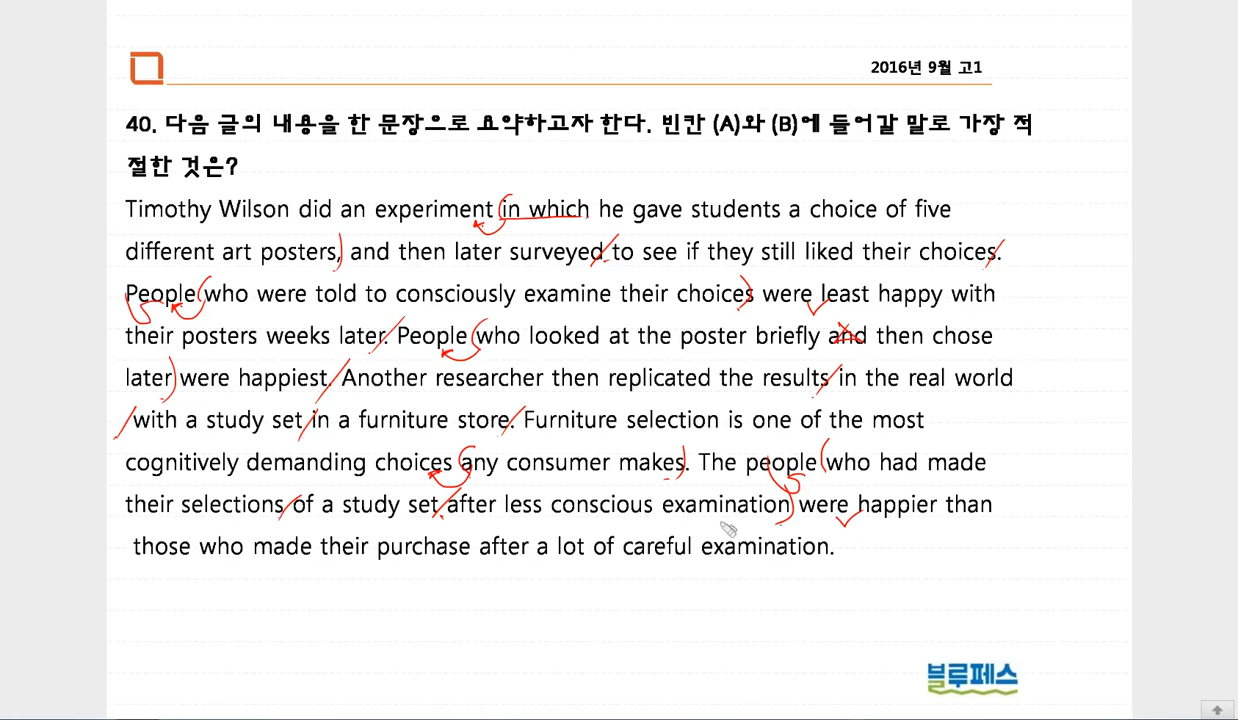 2016년 9월 고1
40. 다음 글의 내용을 한 문장으로 요약하고자 한다. 빈칸 (A)와 (B)에 들어갈 말로 가장 적
절한 것은?
Timothy Wilson did an experiment in which he gave students a choice of five
different art posters, and then later surveyed to see if they still liked their choices.
People who were told to consciously examine their choices were least happy with
their posters weeks later. People who looked at the poster briefly and then chose
later were happiest. Another researcher then replicated the results in the real world
with a study set in a furniture store. Furniture selection is one of the most
cognitively demanding choices any consumer makes. The people who had made
their selections of a study set after less conscious examination were happier than
those who made their purchase after a lot of careful examination.
블루페스